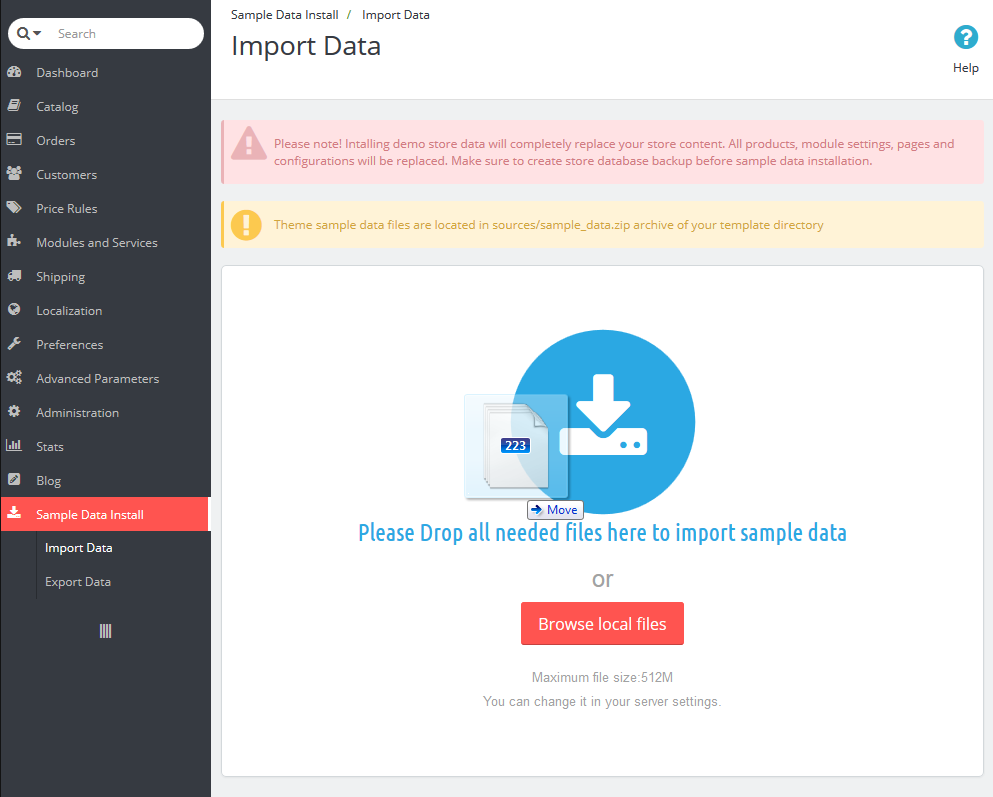 Search
Dashboard
Catalog
Orders
Customers
Price Rules
Modules and Services
Shipping
Localization
Preferences
Advanced Parameters
Administration
Stats
Blog
Sample Data Install
Import Data
Export Data
Sample Data Install / Import Data
Import Data
Help
Please note! Intalling demo store data will completely replace your store content. All products, module settings, pages and
configurations will be replaced. Make sure to create store database backup before sample data installation.
Theme sample data files are located in sources/sample_data.zip archive of your template directory
223
Move
Please Drop all needed files here to import sample data
or
Browse local files
Maximum file size:512M
You can change it in your server settings.